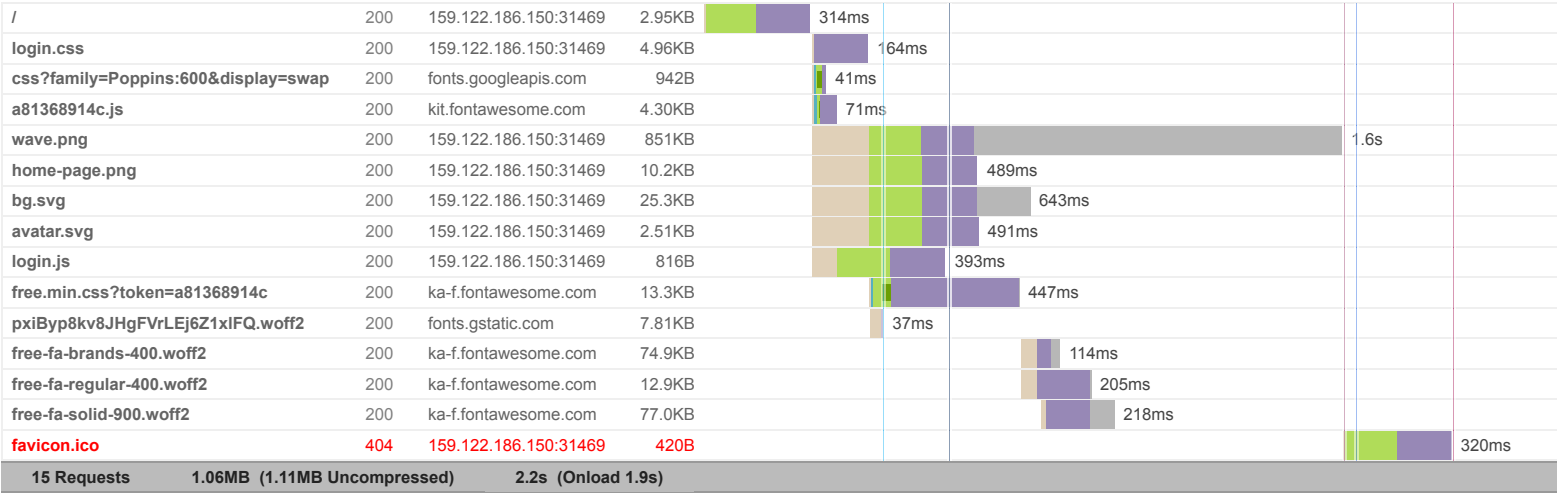 / 200 159.122.186.150:31469 2.95KB 314ms
login.css 200 159.122.186.150:31469 4.96KB 164ms
css?family=Poppins:600&display=swap 200 fonts.googleapis.com 942B 41ms
a81368914c.js 200 kit.fontawesome.com 4.30KB 71ms
wave.png 200 159.122.186.150:31469 851KB 1.6s
home-page.png 200 159.122.186.150:31469 10.2KB 489ms
bg.svg 200 159.122.186.150:31469 25.3KB 643ms
avatar.svg 200 159.122.186.150:31469 2.51KB 491ms
login.js 200 159.122.186.150:31469 816B 393ms
free.min.css?token=a81368914c 200 ka-f.fontawesome.com 13.3KB 447ms
pxiByp8kv8JHgFVrLEj6Z1xlFQ.woff2 200 fonts.gstatic.com 7.81KB 37ms
free-fa-brands-400.woff2 200 ka-f.fontawesome.com 74.9KB 114ms
free-fa-regular-400.woff2 200 ka-f.fontawesome.com 12.9KB 205ms
free-fa-solid-900.woff2 200 ka-f.fontawesome.com 77.0KB 218ms
favicon.ico 404 159.122.186.150:31469 420B 320ms
15 Requests 1.06MB (1.11MB Uncompressed) 2.2s (Onload 1.9s)